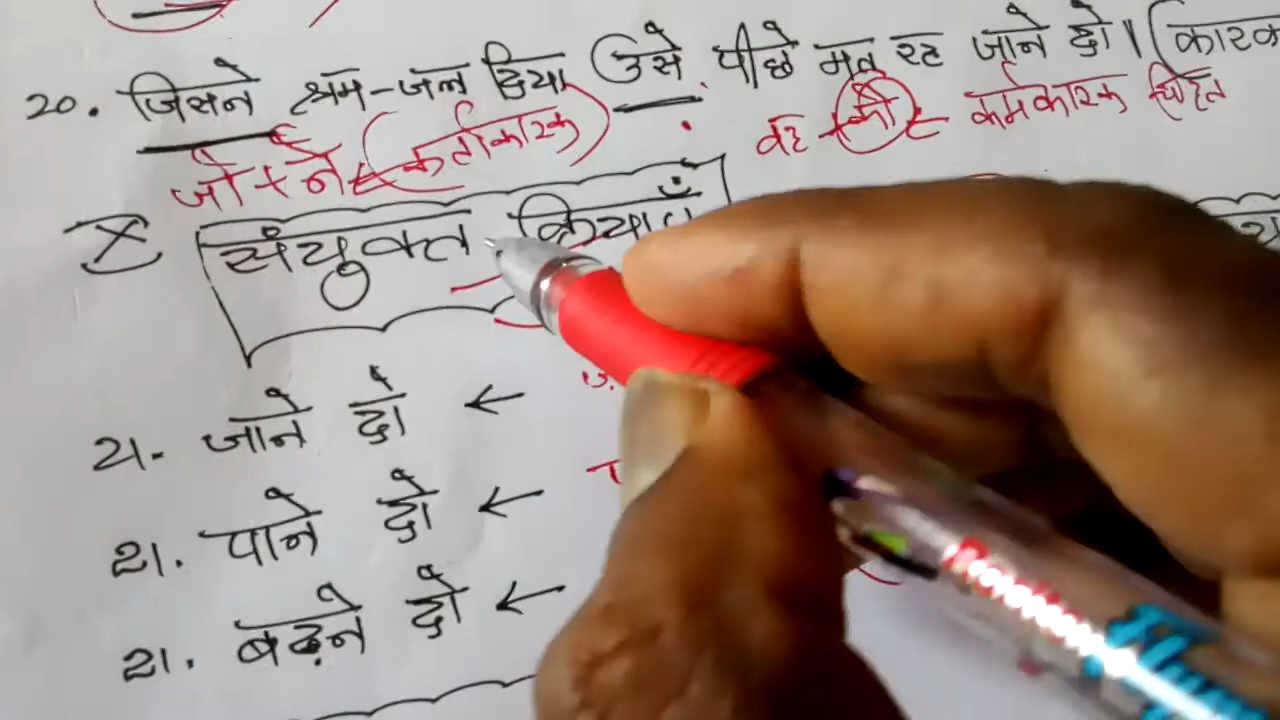 20. जिसने श्रम-जल दिया उसे पीछे मत रह जाने दो। (कारक
जो + ने (कर्ताकारक) वह + को कर्मकारक चिह्न
X संयुक्त क्रियाएँ
21. जाने दो ←
21. पाने दो ←
21. बढ़ने दो ←